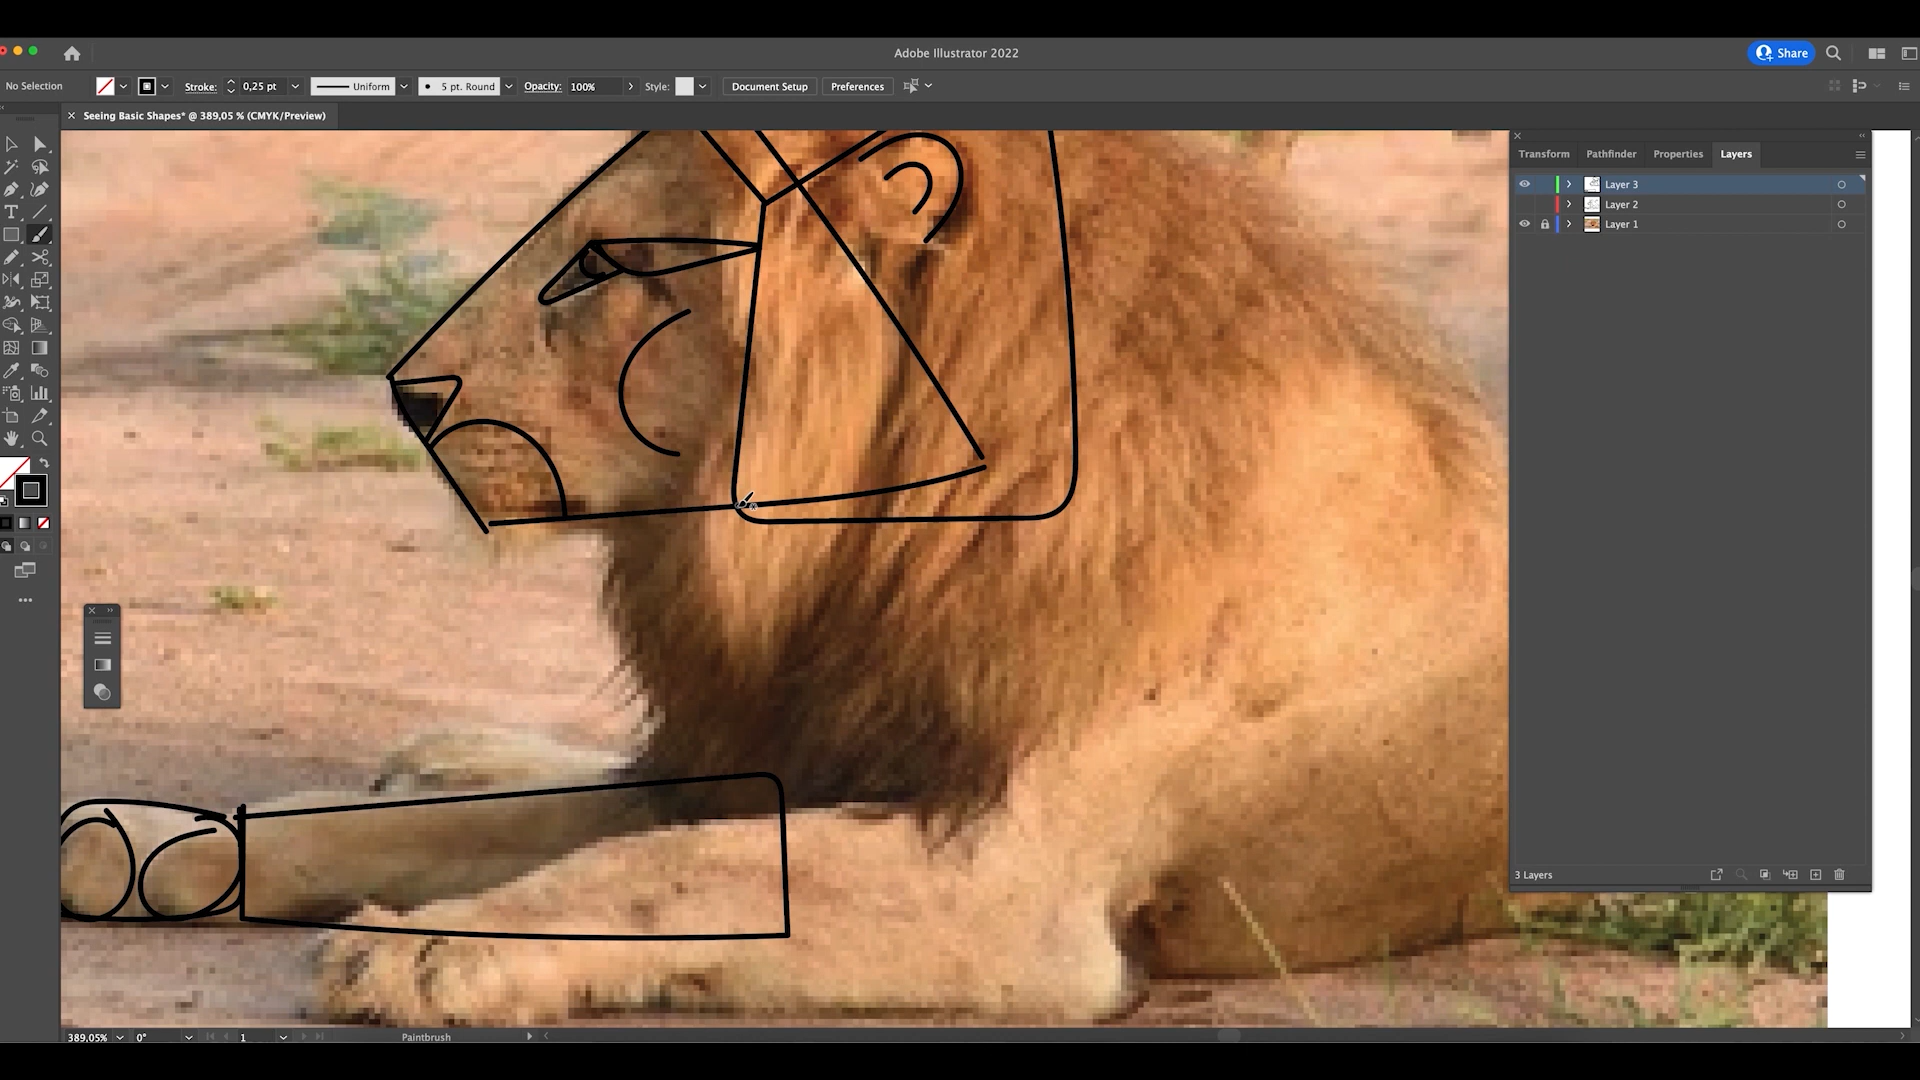 Adobe Illustrator 2022
Share
No Selection
Stroke:
0,25 pt
Uniform
5 pt. Round
Opacity:
100%
Style:
Document Setup
Preferences
Seeing Basic Shapes* @ 389,05 % (CMYK/Preview)
Transform
Pathfinder
Properties
Layers
Layer 3
Layer 2
Layer 1
3 Layers
389,05%
0°
1
Paintbrush